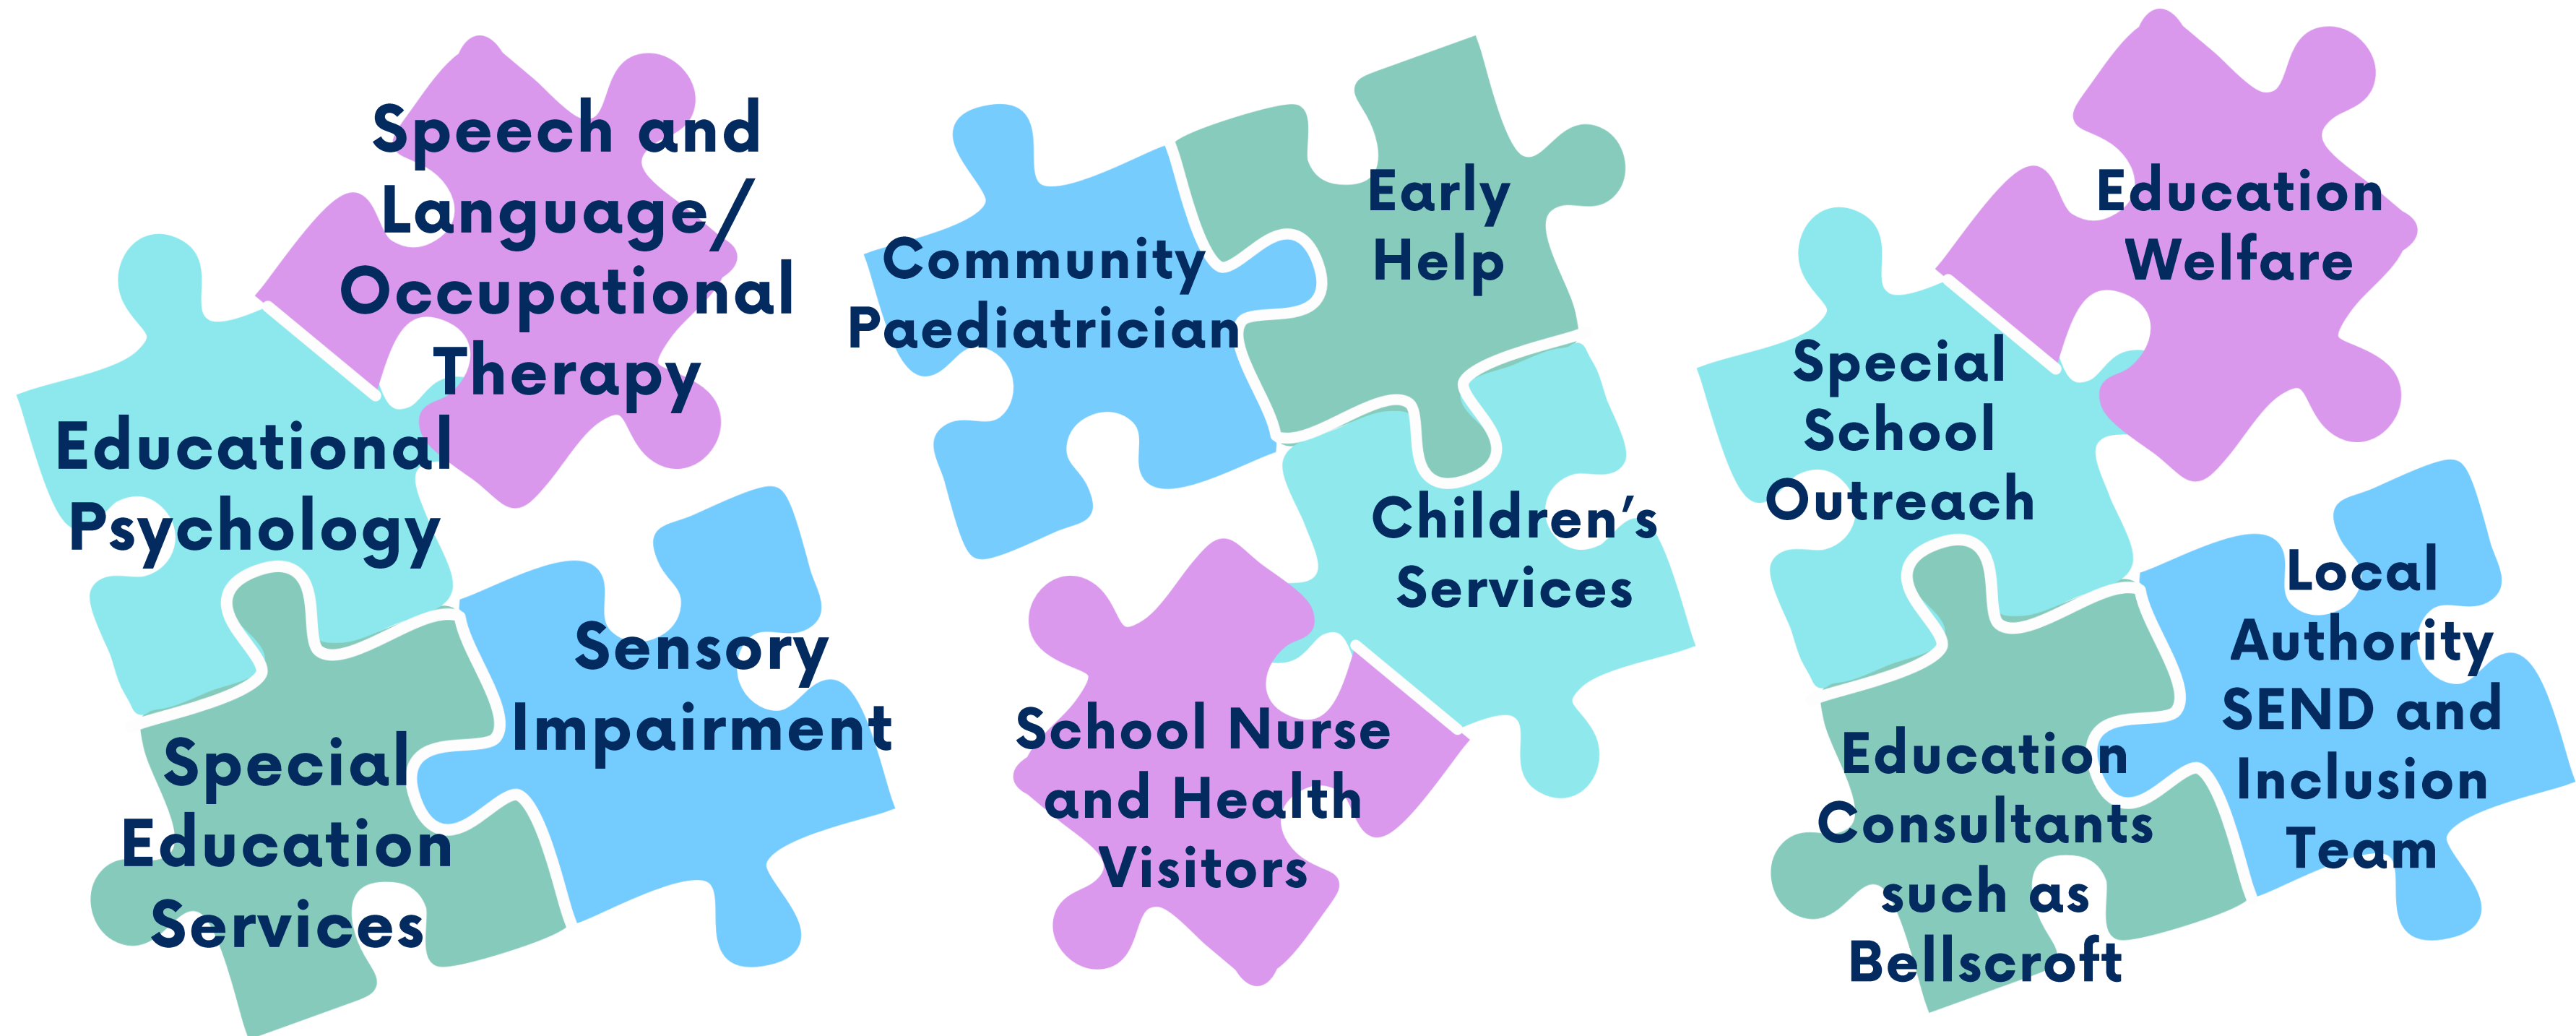 Speech and
Language/
Occupational
Therapy
Educational
Psychology
Sensory
Impairment
Special
Education
Services
Early
Help
Community
Paediatrician
Children’s
Services
School Nurse
and Health
Visitors
Education
Welfare
Special
School
Outreach
Local
Authority
SEND and
Inclusion
Team
Education
Consultants
such as
Bellscroft